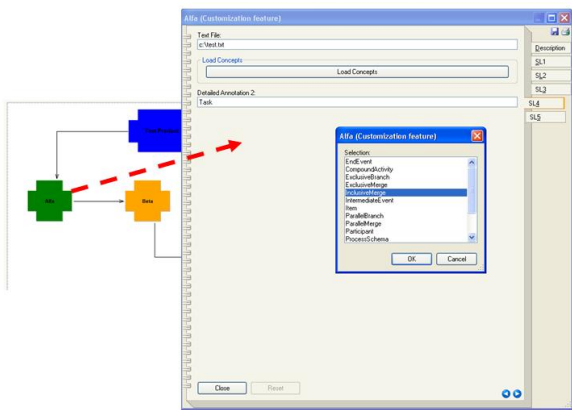 Alfa (Customization feature)
Text File:
c:\test.txt
Load Concepts
Load Concepts
Detailed Annotation 2:
Task
Description
SL1
SL2
SL3
SL4
SL5
Alfa
Beta
Alfa (Customization feature)
Selection:
EndEvent
CompoundActivity
ExclusiveBranch
ExclusiveMerge
InclusiveMerge
IntermediateEvent
Item
ParallelBranch
ParallelMerge
Participant
ProcessSchema
OK
Cancel
Close
Reset